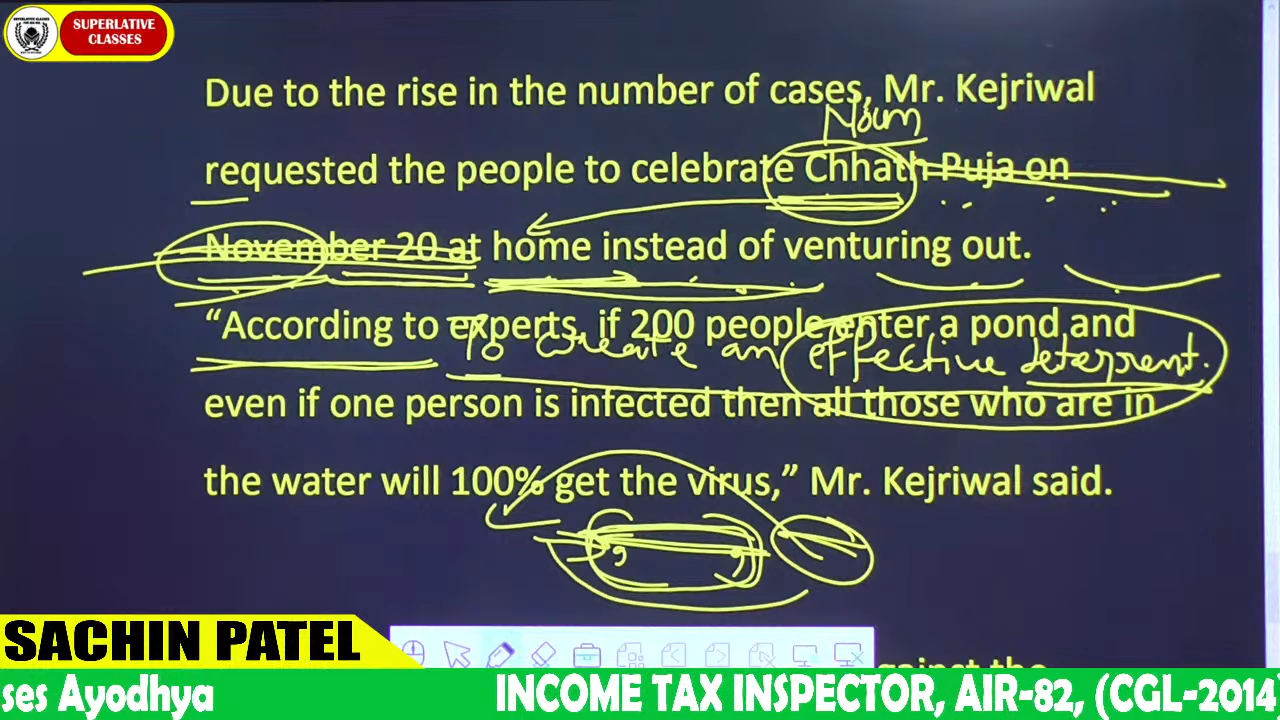 SUPERLATIVE
CLASSES
Due to the rise in the number of cases, Mr. Kejriwal
Noun
requested the people to celebrate Chhath Puja on
November 20 at home instead of venturing out.
“According to experts, if 200 people enter a pond and
To create an effective deterrent.
even if one person is infected then all those who are in
the water will 100% get the virus,” Mr. Kejriwal said.
SACHIN PATEL
against the
ses Ayodhya INCOME TAX INSPECTOR, AIR-82, (CGL-2014)